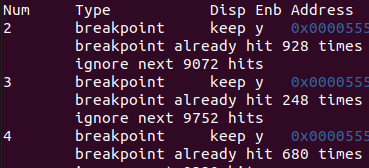 Num Type Disp Enb Address
2 breakpoint keep y 0x0000555
breakpoint already hit 928 times
ignore next 9072 hits
3 breakpoint keep y 0x0000555
breakpoint already hit 248 times
ignore next 9752 hits
4 breakpoint keep y 0x0000555
breakpoint already hit 680 times